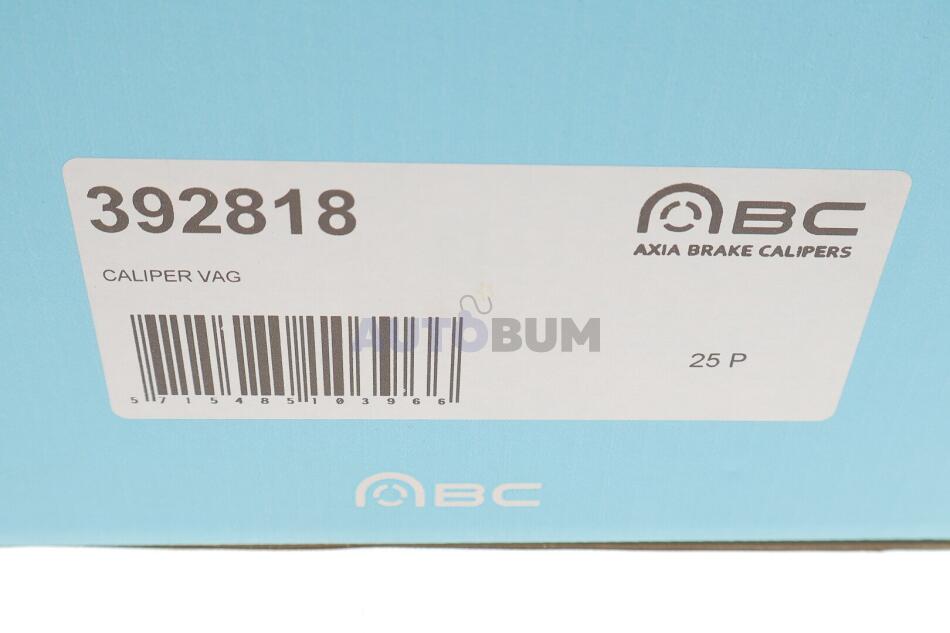 392818
ABC
AXIA BRAKE CALIPERS
CALIPER VAG
AUTOBUM
25 P
5715485103966
ABC